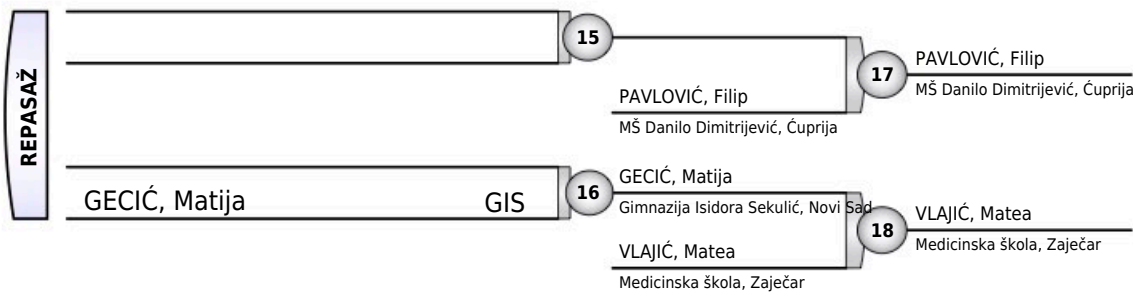 REPASAŽ
15
PAVLOVIĆ, Filip
MŠ Danilo Dimitrijević, Ćuprija
17
PAVLOVIĆ, Filip
MŠ Danilo Dimitrijević, Ćuprija
GECIĆ, Matija GIS
16
GECIĆ, Matija
Gimnazija Isidora Sekulić, Novi Sad
VLAJIĆ, Matea
Medicinska škola, Zaječar
18
VLAJIĆ, Matea
Medicinska škola, Zaječar